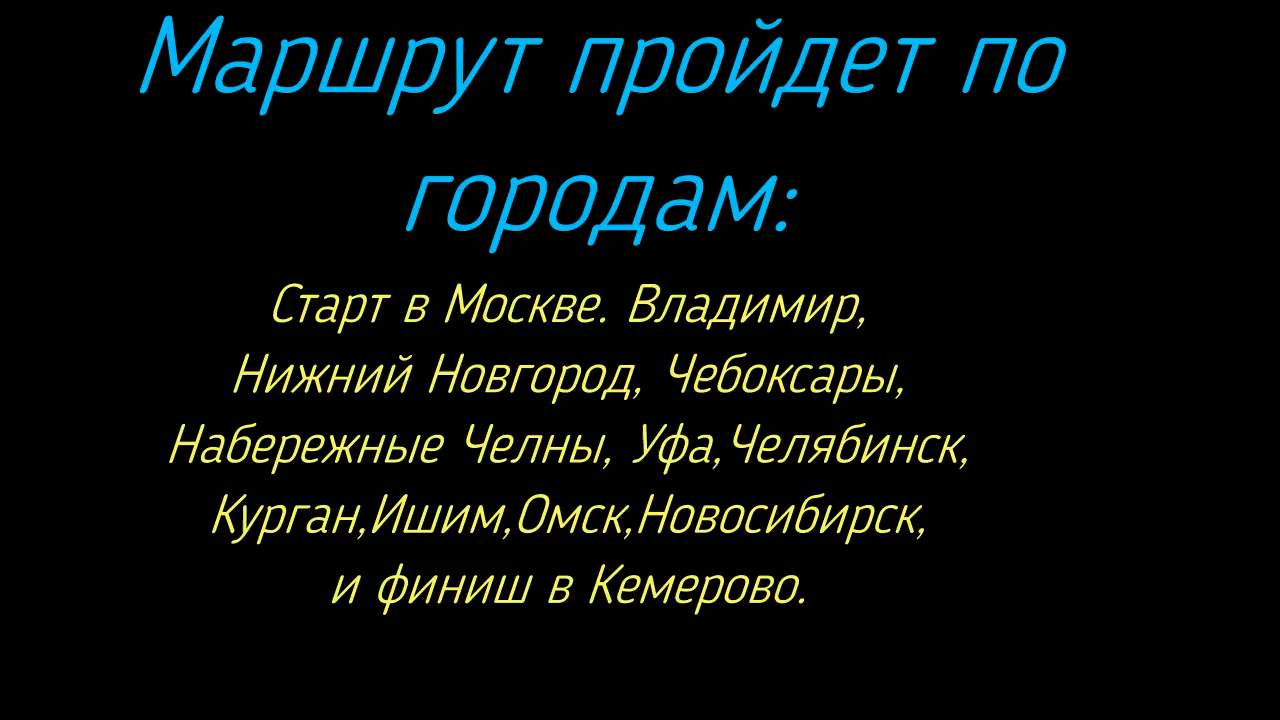 Маршрут пройдет по
городам:
Старт в Москве. Владимир,
Нижний Новгород, Чебоксары,
Набережные Челны, Уфа,Челябинск,
Курган,Ишим,Омск,Новосибирск,
и финиш в Кемерово.